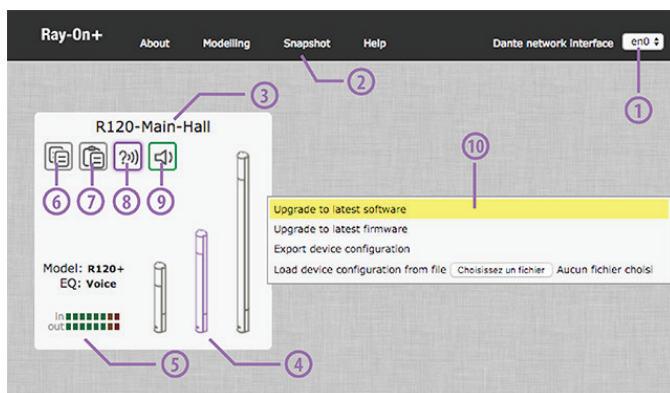 Ray-On+ About Modelling Snapshot Help Dante network interface en0
2
1
3
R120-Main-Hall
10
6 7 8 9
Upgrade to latest software
Upgrade to latest firmware
Export device configuration
Load device configuration from file Choisissez un fichier Aucun fichier choisi
Model: R120+
EQ: Voice
in
out
5
4